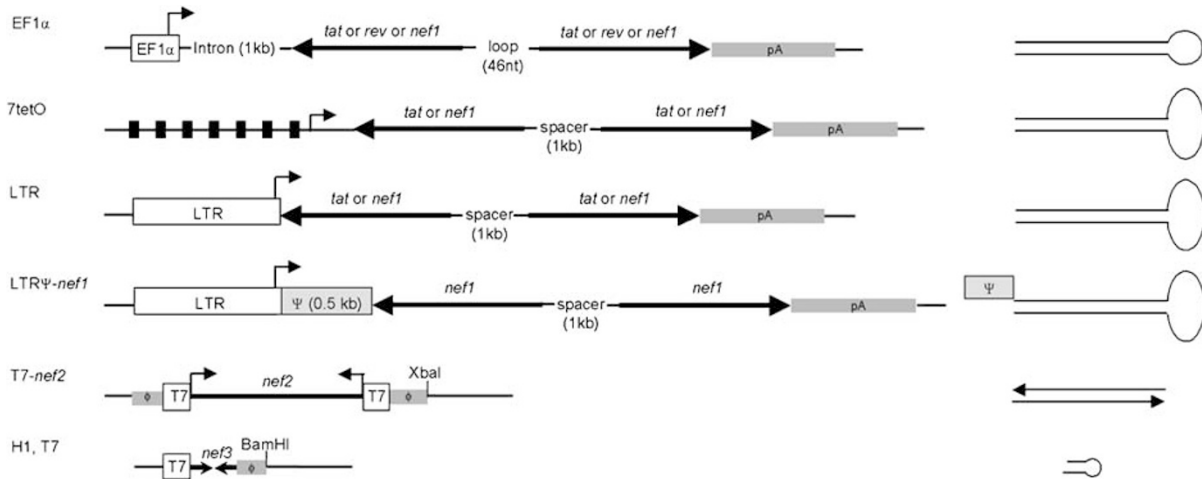 EF1α
EF1α Intron (1kb) tat or rev or nef1 loop (46nt) tat or rev or nef1 pA
7tetO
tat or nef1 spacer (1kb) tat or nef1 pA
LTR
LTR tat or nef1 spacer (1kb) tat or nef1 pA
LTRΨ-nef1
LTR Ψ (0.5 kb) nef1 spacer (1kb) nef1 pA Ψ
T7-nef2
ϕ T7 nef2 T7 ϕ XbaI
H1, T7
T7 nef3 ϕ BamHI